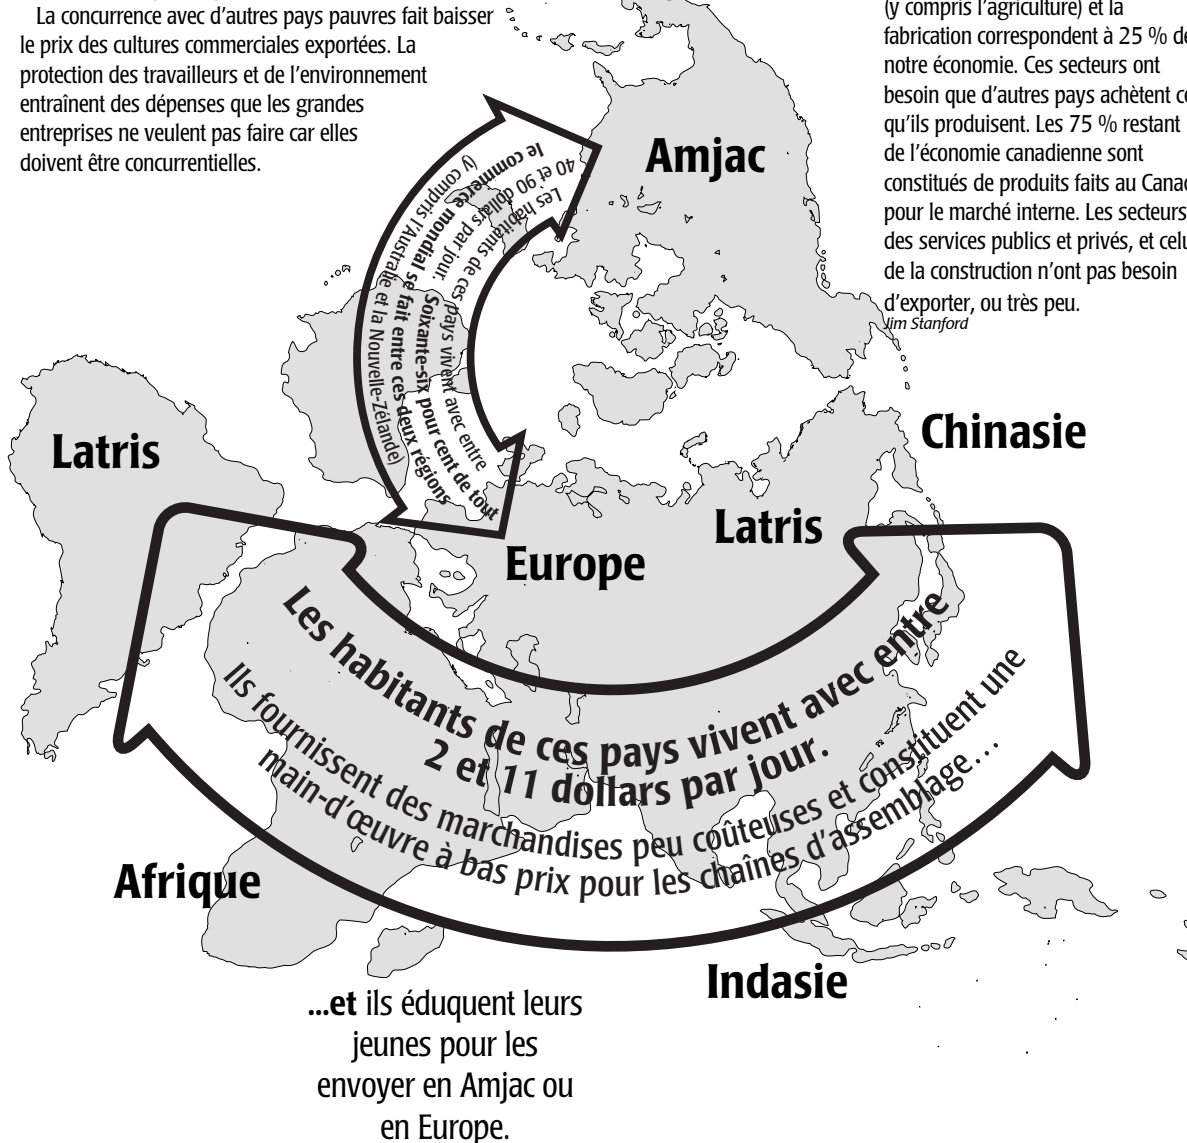 La concurrence avec d'autres pays pauvres fait baisser
le prix des cultures commerciales exportées. La
protection des travailleurs et de l'environnement
entraînent des dépenses que les grandes
entreprises ne veulent pas faire car elles
doivent être concurrentielles.
(y compris l'agriculture) et la
fabrication correspondent à 25 % de
notre économie. Ces secteurs ont
besoin que d'autres pays achètent ce
qu'ils produisent. Les 75 % restant
de l'économie canadienne sont
constitués de produits faits au Canad
pour le marché interne. Les secteurs
des services publics et privés, et celu
de la construction n'ont pas besoin
d'exporter, ou très peu.
Jim Stanford
Amjac
Les habitants de ces pays vivent avec entre
40 et 90 dollars par jour. Soixante-six pour cent de tout
le commerce mondial se fait entre ces deux régions
(y compris l'Australie et la Nouvelle-Zélande)
Latris
Chinasie
Latris
Europe
Les habitants de ces pays vivent avec entre
2 et 11 dollars par jour.
Ils fournissent des marchandises peu coûteuses et constituent une
main-d'œuvre à bas prix pour les chaînes d'assemblage…
Afrique
Indasie
...et ils éduquent leurs
jeunes pour les
envoyer en Amjac ou
en Europe.